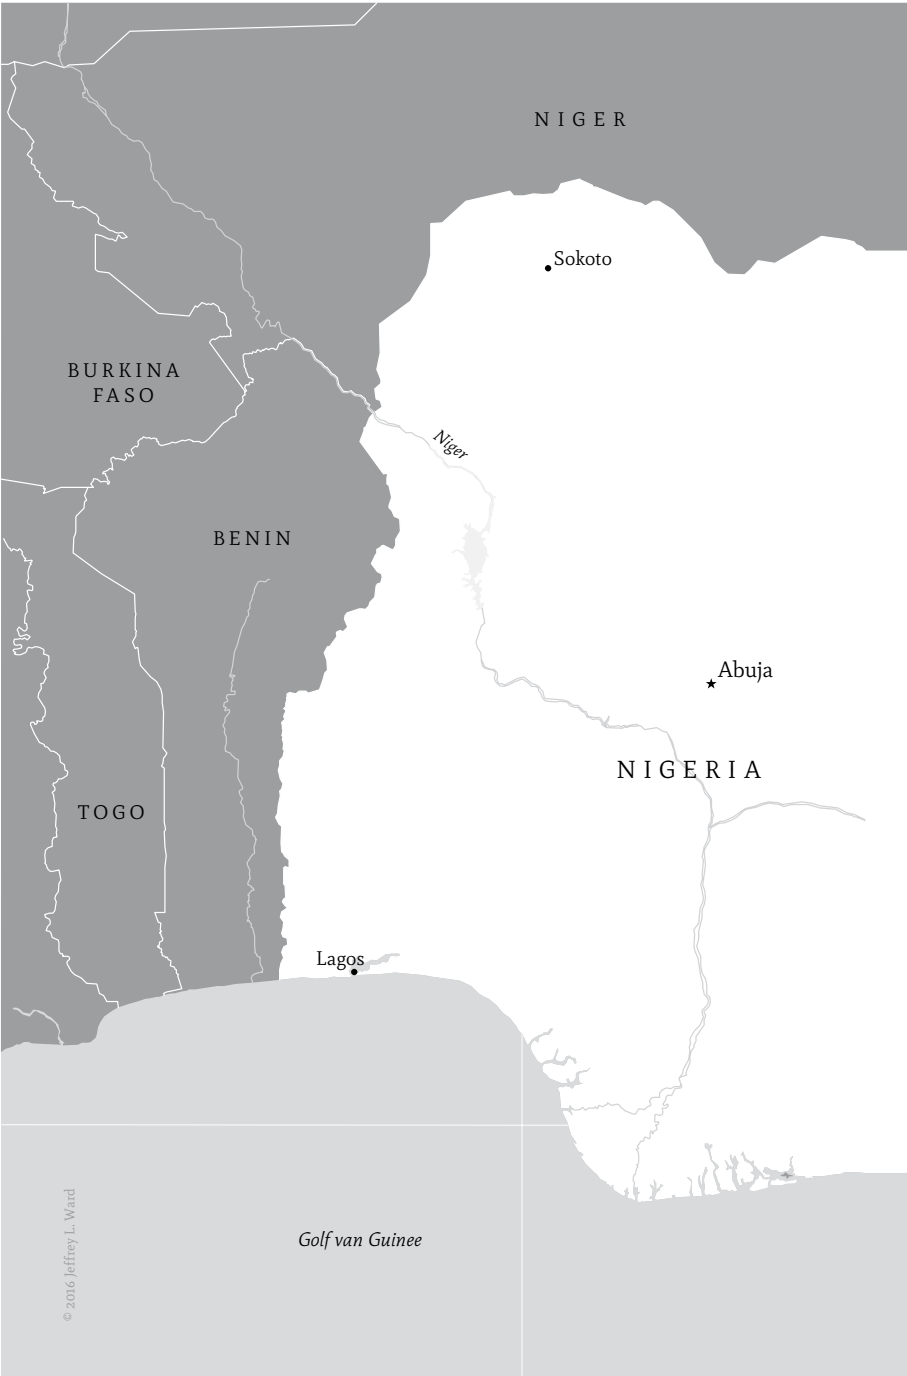 NIGER
Sokoto
BURKINA
FASO
Niger
BENIN
Abuja
NIGERIA
TOGO
Lagos
Golf van Guinee
© 2016 Jeffrey L. Ward